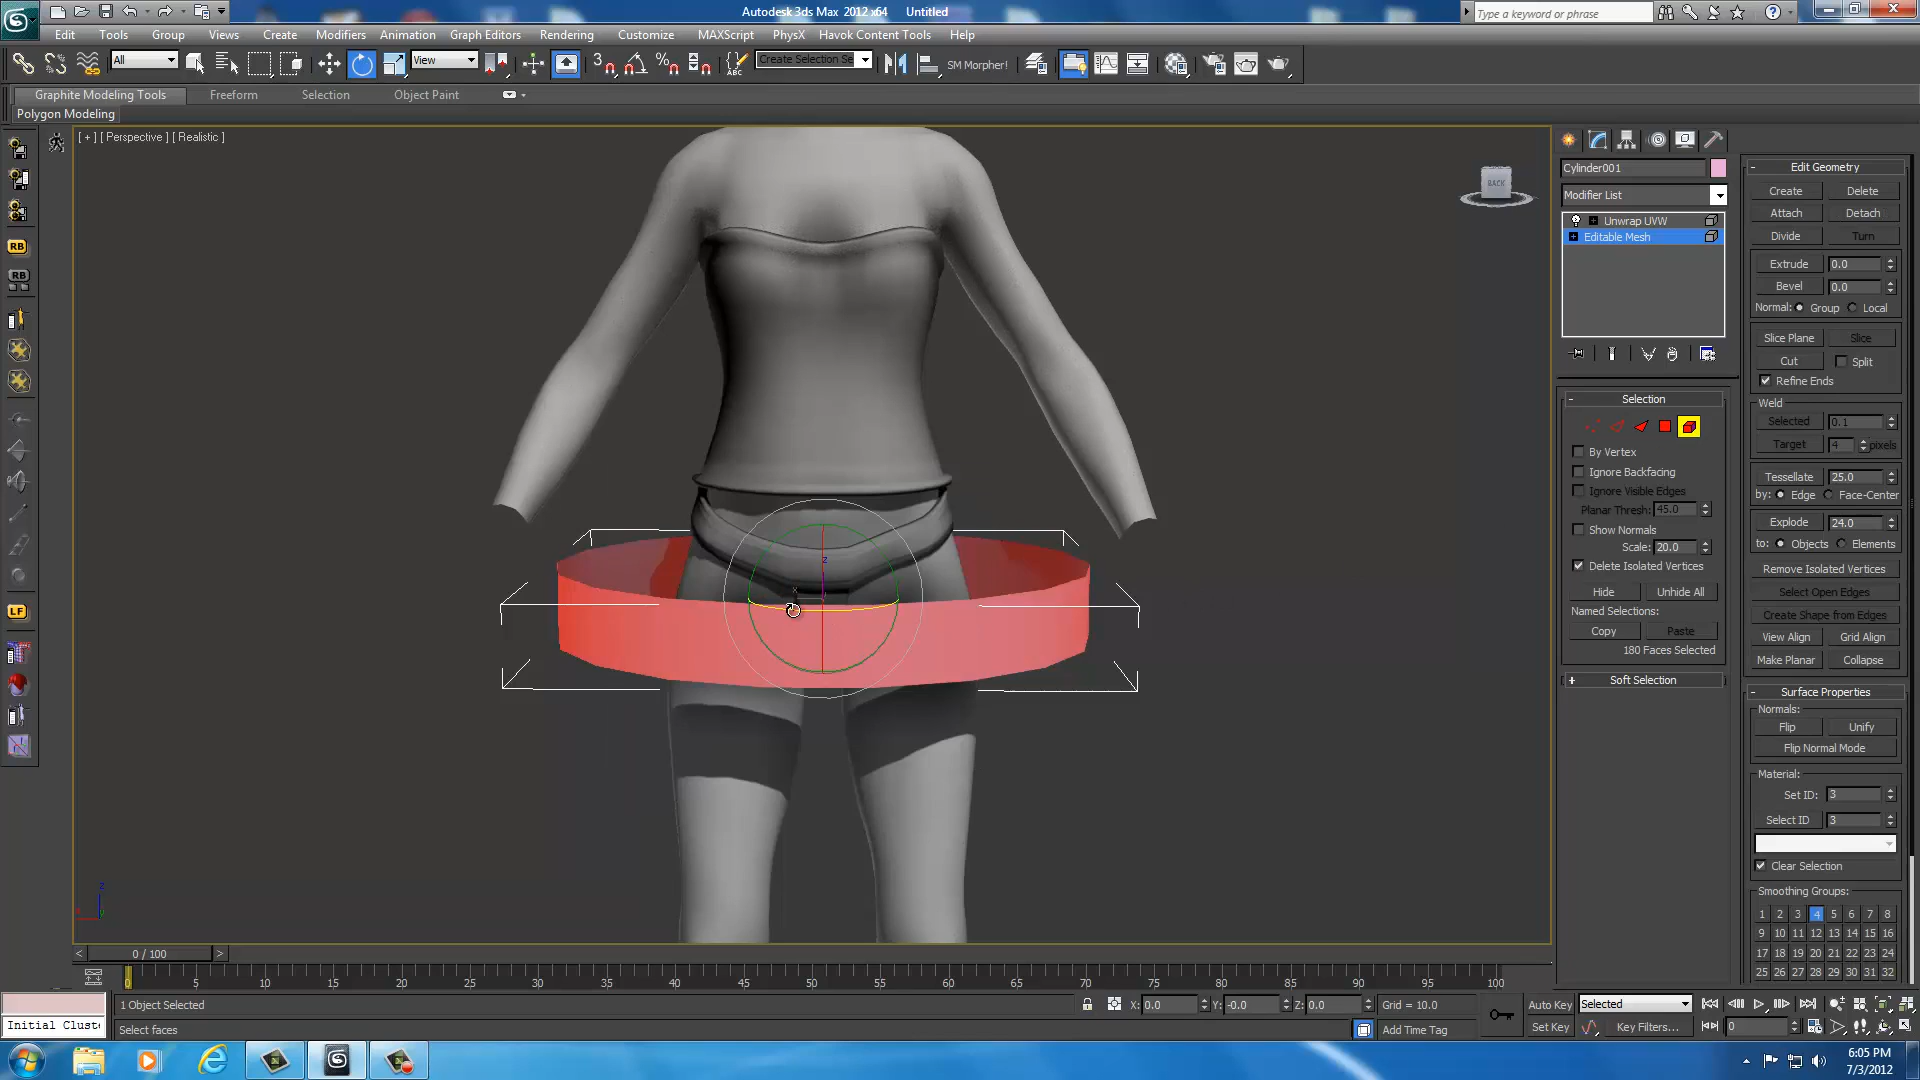 Autodesk 3ds Max 2012 x64 Untitled
Type a keyword or phrase
Edit Tools Group Views Create Modifiers Animation Graph Editors Rendering Customize MAXScript PhysX Havok Content Tools Help
All View 3 ABC Create Selection Se SM Morpher!
Graphite Modeling Tools Freeform Selection Object Paint
Polygon Modeling
[ + ] [ Perspective ] [ Realistic ]
BACK
RB
RB
LF
z
x
z
Cylinder001
Modifier List
Unwrap UVW
Editable Mesh
Selection
By Vertex
Ignore Backfacing
Ignore Visible Edges
Planar Thresh: 45.0
Show Normals
Scale: 20.0
Delete Isolated Vertices
Hide Unhide All
Named Selections:
Copy Paste
180 Faces Selected
Soft Selection
Edit Geometry
Create Delete
Attach Detach
Divide Turn
Extrude 0.0
Bevel 0.0
Normal: Group Local
Slice Plane Slice
Cut Split
Refine Ends
Weld
Selected 0.1
Target 4 pixels
Tessellate 25.0
by: Edge Face-Center
Explode 24.0
to: Objects Elements
Remove Isolated Vertices
Select Open Edges
Create Shape from Edges
View Align Grid Align
Make Planar Collapse
Surface Properties
Normals:
Flip Unify
Flip Normal Mode
Material:
Set ID: 3
Select ID 3
Clear Selection
Smoothing Groups:
1 2 3 4 5 6 7 8
9 10 11 12 13 14 15 16
17 18 19 20 21 22 23 24
25 26 27 28 29 30 31 32
< 0 / 100 >
0 5 10 15 20 25 30 35 40 45 50 55 60 65 70 75 80 85 90 95 100
1 Object Selected X: 0.0 Y: -0.0 Z: 0.0 Grid = 10.0 Auto Key Selected
Initial Cluste Select faces Add Time Tag Set Key Key Filters... 0
6:05 PM
7/3/2012